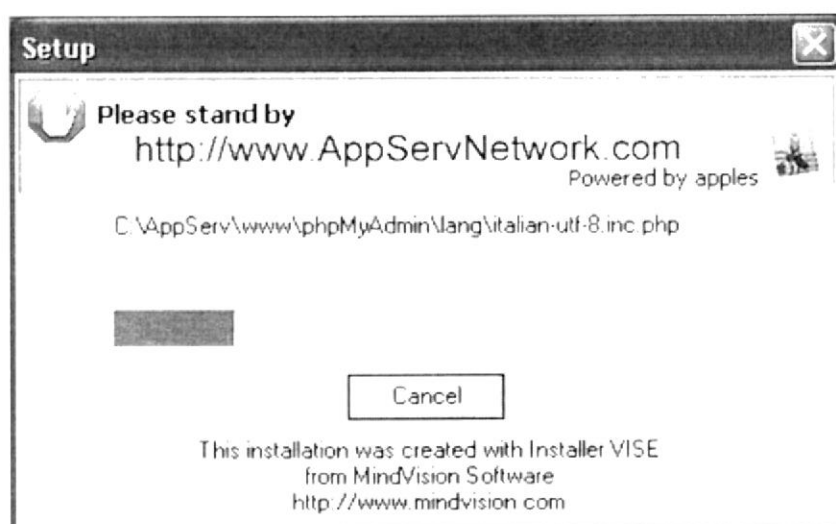 Setup
Please stand by
http://www.AppServNetwork.com
Powered by apples
C:\AppServ\www\phpMyAdmin\lang\italian-utf-8.inc.php
Cancel
This installation was created with Installer VISE
from MindVision Software
http://www.mindvision.com